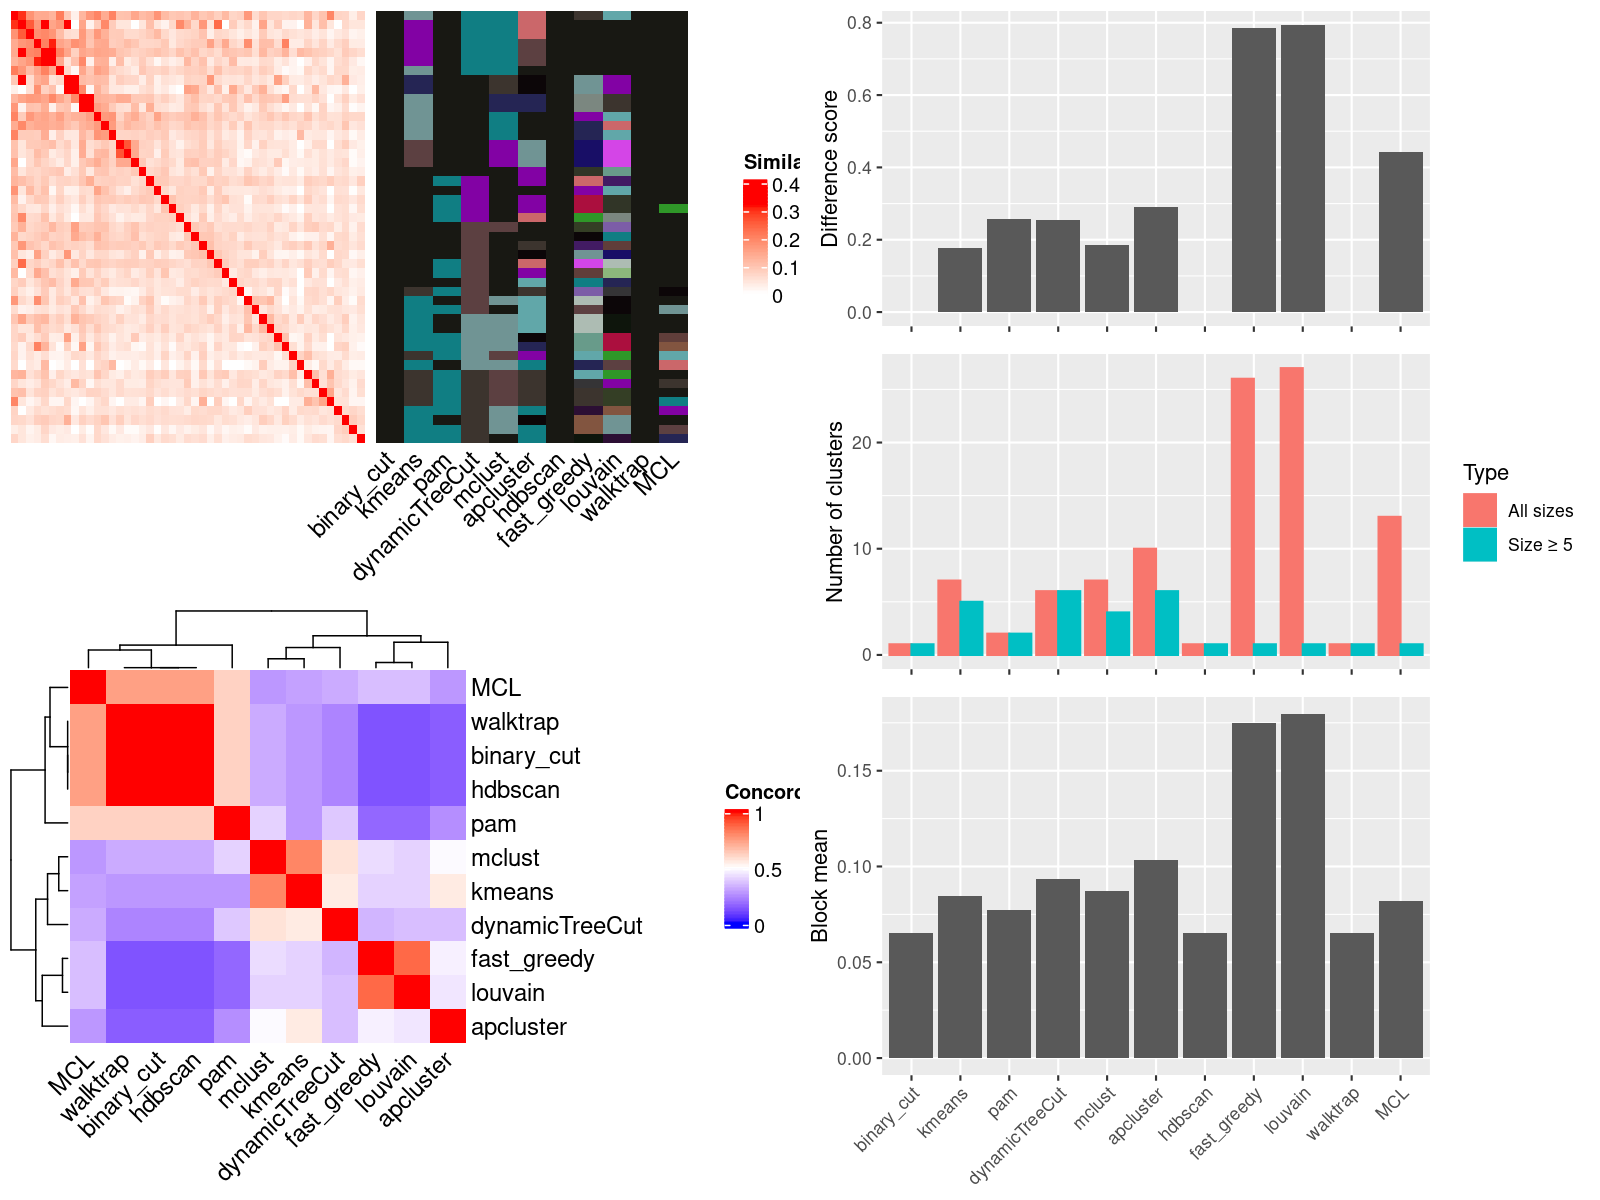 Simila
0.4
0.3
0.2
0.1
0
binary_cut
kmeans
pam
dynamicTreeCut
mclust
apcluster
hdbscan
fast_greedy
louvain
walktrap
MCL
Difference score
0.8
0.6
0.4
0.2
0.0
Number of clusters
20
10
0
Type
All sizes
Size ≥ 5
MCL
walktrap
binary_cut
hdbscan
pam
mclust
kmeans
dynamicTreeCut
fast_greedy
louvain
apcluster
MCL
walktrap
binary_cut
hdbscan
pam
mclust
kmeans
dynamicTreeCut
fast_greedy
louvain
apcluster
Concord
1
0.5
0
Block mean
0.15
0.10
0.05
0.00
binary_cut
kmeans
pam
dynamicTreeCut
mclust
apcluster
hdbscan
fast_greedy
louvain
walktrap
MCL